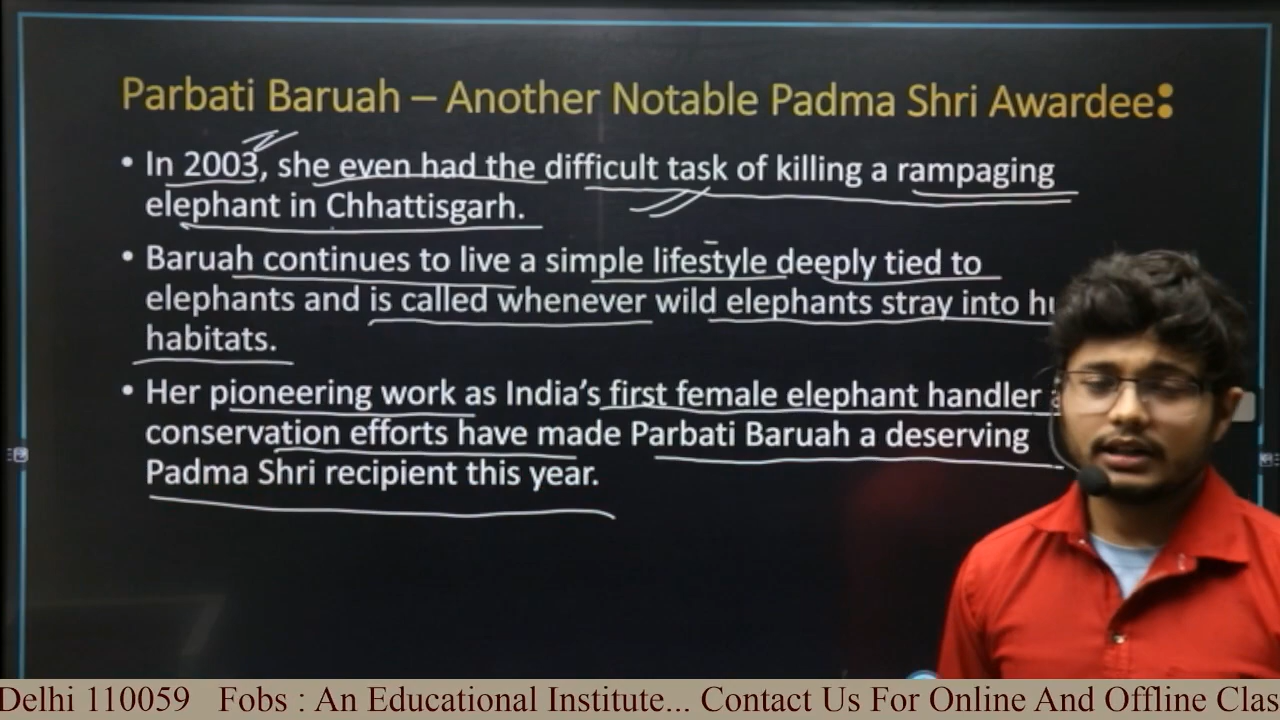 Parbati Baruah – Another Notable Padma Shri Awardee:
• In 2003, she even had the difficult task of killing a rampaging
elephant in Chhattisgarh.
• Baruah continues to live a simple lifestyle deeply tied to
elephants and is called whenever wild elephants stray into
habitats.
• Her pioneering work as India’s first female elephant handler
conservation efforts have made Parbati Baruah a deserving
Padma Shri recipient this year.
Delhi 110059 Fobs : An Educational Institute... Contact Us For Online And Offline Clas